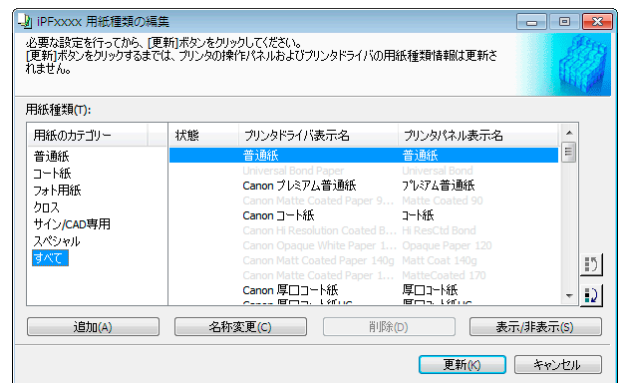 iPFxxxx 用紙種類の編集
必要な設定を行ってから、[更新]ボタンをクリックしてください。
[更新]ボタンをクリックするまでは、プリンタの操作パネルおよびプリンタドライバの用紙種類情報は更新さ
れません。
用紙種類(T):
用紙のカテゴリー 状態 プリンタドライバ表示名 プリンタパネル表示名
普通紙
コート紙
フォト用紙
クロス
サイン/CAD専用
スペシャル
すべて
普通紙 普通紙
Universal Bond Paper Universal Bond
Canon プレミアム普通紙 プレミアム普通紙
Canon Matte Coated Paper 9... Matte Coated 90
Canon コート紙 コート紙
Canon Hi Resolution Coated B... Hi ResCtd Bond
Canon Opaque White Paper 1... Opaque Paper 120
Canon Matt Coated Paper 140g Matt Coat 140g
Canon Matte Coated Paper 1... MatteCoated 170
Canon 厚口コート紙 厚口コート紙
追加(A) 名称変更(C) 削除(D) 表示/非表示(S)
更新(K) キャンセル